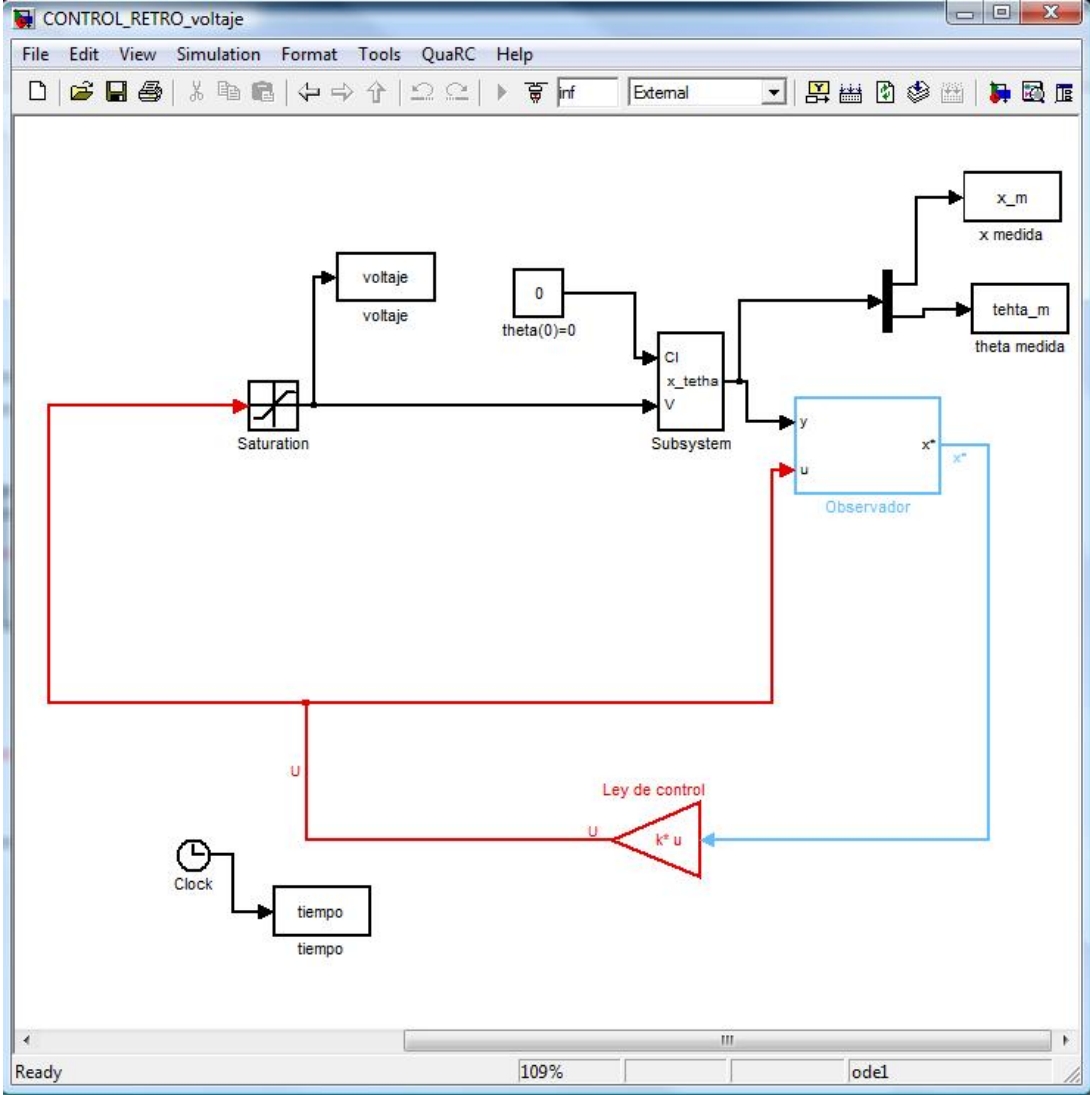 CONTROL_RETRO_voltaje
File Edit View Simulation Format Tools QuaRC Help
inf External
x_m
x medida
voltaje
voltaje
0
theta(0)=0
tehta_m
theta medida
CI
x_tetha
V
Subsystem
Saturation
y
x*
u
x*
Observador
U
Ley de control
U
k* u
Clock
tiempo
tiempo
Ready 109% ode1